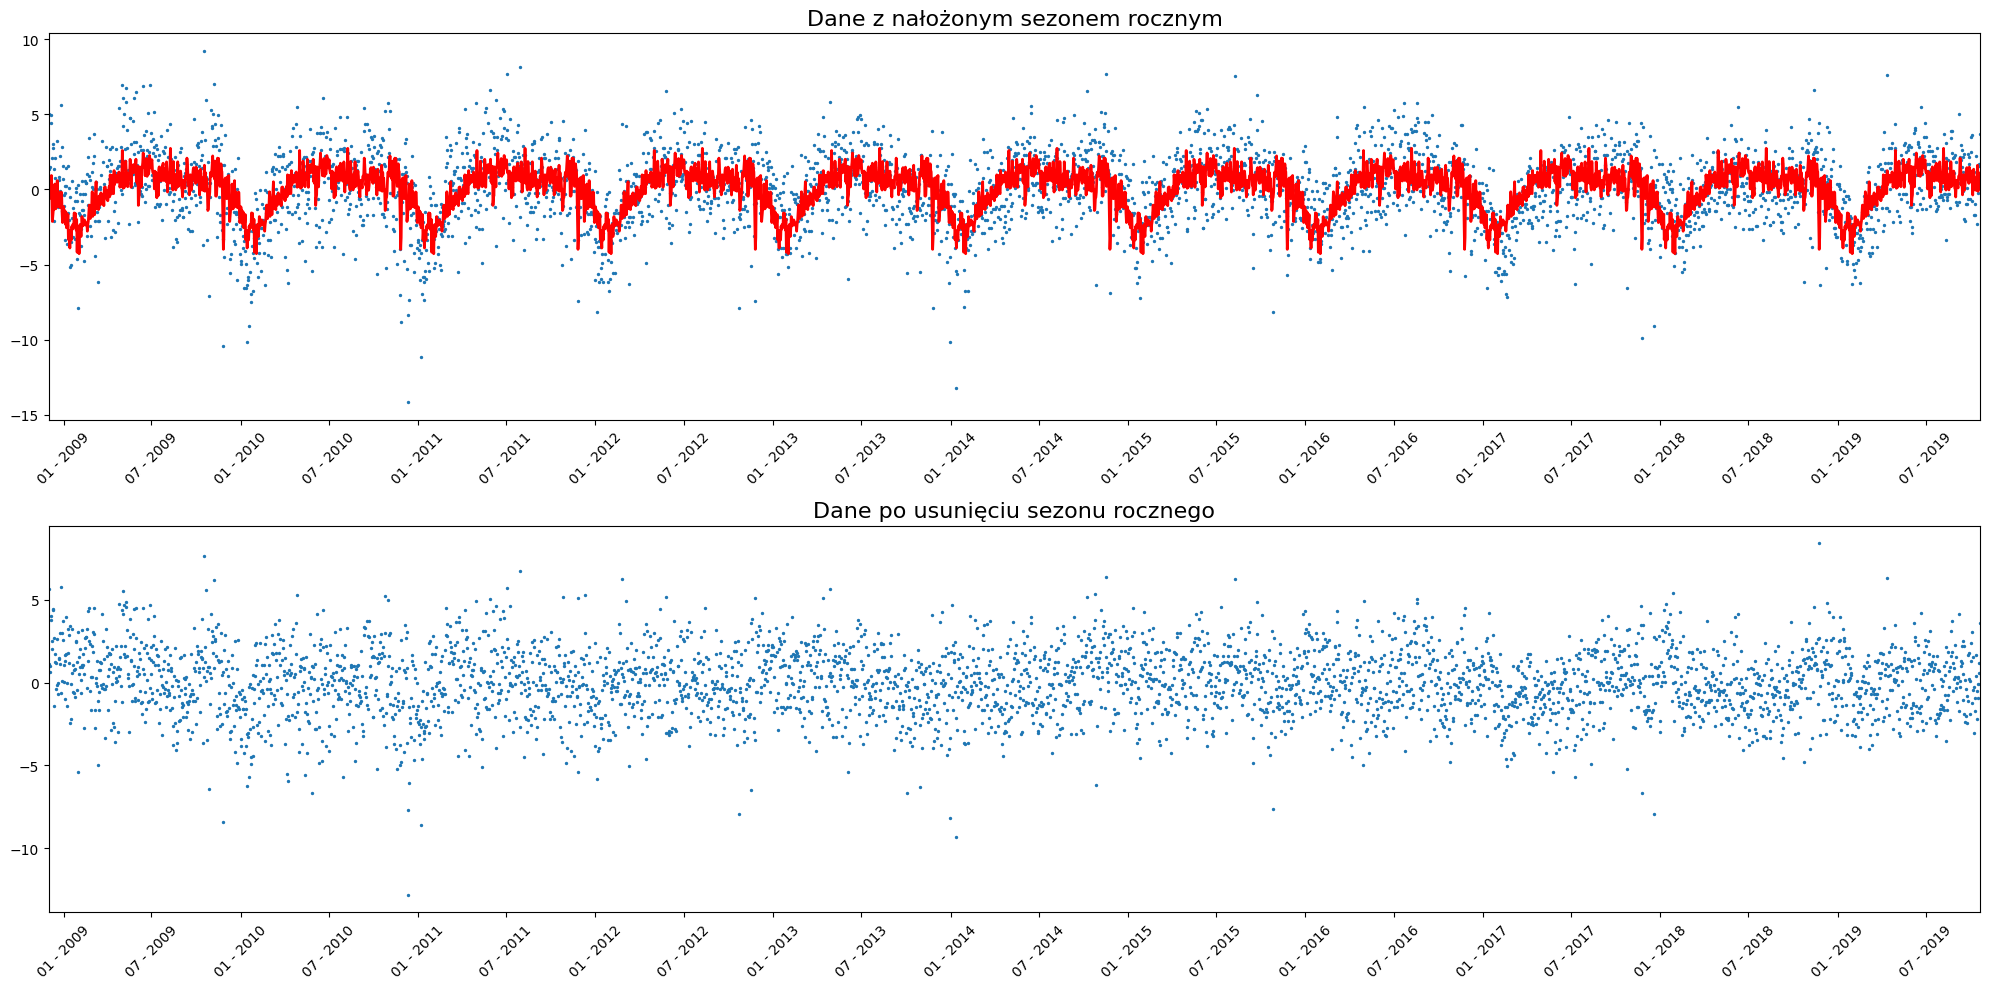 Dane z nałożonym sezonem rocznym
10
5
0
−5
−10
−15
01 - 2009
07 - 2009
01 - 2010
07 - 2010
01 - 2011
07 - 2011
01 - 2012
07 - 2012
01 - 2013
07 - 2013
01 - 2014
07 - 2014
01 - 2015
07 - 2015
01 - 2016
07 - 2016
01 - 2017
07 - 2017
01 - 2018
07 - 2018
01 - 2019
07 - 2019
Dane po usunięciu sezonu rocznego
5
0
−5
−10
01 - 2009
07 - 2009
01 - 2010
07 - 2010
01 - 2011
07 - 2011
01 - 2012
07 - 2012
01 - 2013
07 - 2013
01 - 2014
07 - 2014
01 - 2015
07 - 2015
01 - 2016
07 - 2016
01 - 2017
07 - 2017
01 - 2018
07 - 2018
01 - 2019
07 - 2019